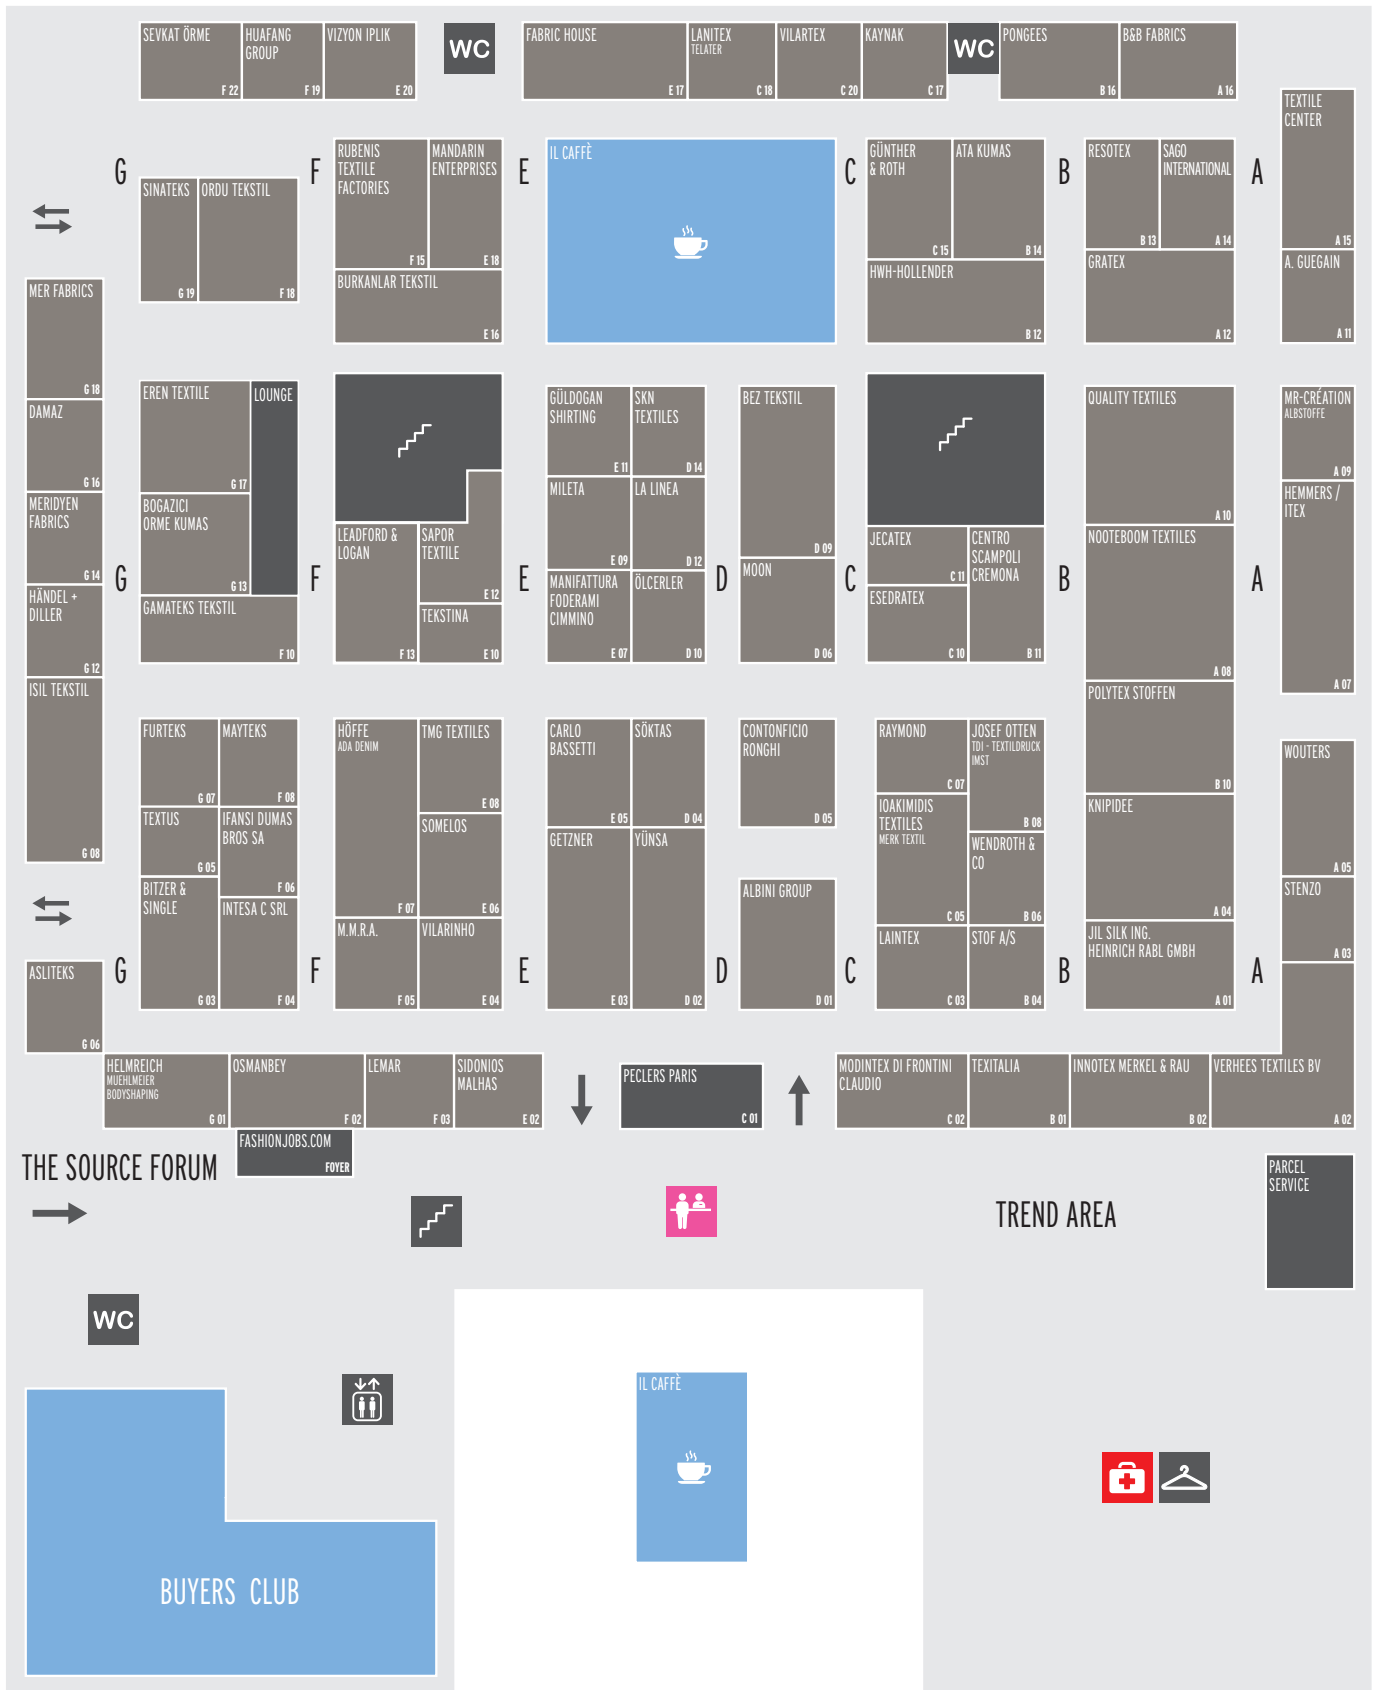 SEVKAT ÖRME
F 22
HUAFANG
GROUP
F 19
VIZYON IPLIK
E 20
WC
FABRIC HOUSE
E 17
LANITEX
TELATER
C 18
VILARTEX
C 20
KAYNAK
C 17
WC
PONGEES
B 16
B&B FABRICS
A 16
TEXTILE
CENTER
A 15
G
F
E
C
B
A
SINATEKS
G 19
ORDU TEKSTIL
F 18
RUBENIS
TEXTILE
FACTORIES
F 15
MANDARIN
ENTERPRISES
E 18
BURKANLAR TEKSTIL
E 16
IL CAFFÈ
GÜNTHER
& ROTH
C 15
ATA KUMAS
B 14
HWH-HOLLENDER
B 12
RESOTEX
B 13
SAGO
INTERNATIONAL
A 14
GRATEX
A 12
A. GUEGAIN
A 11
MER FABRICS
G 18
DAMAZ
G 16
MERIDYEN
FABRICS
G 14
HÄNDEL +
DILLER
G 12
ISIL TEKSTIL
G 08
EREN TEXTILE
G 17
LOUNGE
BOGAZICI
ORME KUMAS
G 13
GAMATEKS TEKSTIL
F 10
LEADFORD &
LOGAN
F 13
SAPOR
TEXTILE
E 12
TEKSTINA
E 10
GÜLDOGAN
SHIRTING
E 11
SKN
TEXTILES
D 14
MILETA
E 09
LA LINEA
D 12
MANIFATTURA
FODERAMI
CIMMINO
E 07
ÖLCERLER
D 10
BEZ TEKSTIL
D 09
MOON
D 06
JECATEX
C 11
ESEDRATEX
C 10
CENTRO
SCAMPOLI
CREMONA
B 11
QUALITY TEXTILES
A 10
NOOTEBOOM TEXTILES
A 08
POLYTEX STOFFEN
B 10
KNIPIDEE
A 04
JIL SILK ING.
HEINRICH RABL GMBH
A 01
MR-CRÉATION
ALBSTOFFE
A 09
HEMMERS /
ITEX
A 07
G
F
E
D
C
B
A
FURTEKS
G 07
MAYTEKS
F 08
TEXTUS
G 05
IFANSI DUMAS
BROS SA
F 06
BITZER &
SINGLE
G 03
INTESA C SRL
F 04
HÖFFE
ADA DENIM
F 07
TMG TEXTILES
E 08
SOMELOS
E 06
M.M.R.A.
F 05
VILARINHO
E 04
CARLO
BASSETTI
E 05
SÖKTAS
D 04
GETZNER
E 03
YÜNSA
D 02
CONTONFICIO
RONGHI
D 05
ALBINI GROUP
D 01
RAYMOND
C 07
JOSEF OTTEN
TDI - TEXTILDRUCK
IMST
B 08
IOAKIMIDIS
TEXTILES
MERK TEXTIL
C 05
WENDROTH &
CO
B 06
LAINTEX
C 03
STOF A/S
B 04
WOUTERS
A 05
STENZO
A 03
G
F
E
D
C
B
A
ASLITEKS
G 06
HELMREICH
MUEHLMEIER
BODYSHAPING
G 01
OSMANBEY
F 02
LEMAR
F 03
SIDONIOS
MALHAS
E 02
PECLERS PARIS
C 01
MODINTEX DI FRONTINI
CLAUDIO
C 02
TEXITALIA
B 01
INNOTEX MERKEL & RAU
B 02
VERHEES TEXTILES BV
A 02
FASHIONJOBS.COM
FOYER
THE SOURCE FORUM
TREND AREA
PARCEL
SERVICE
WC
IL CAFFÈ
BUYERS CLUB